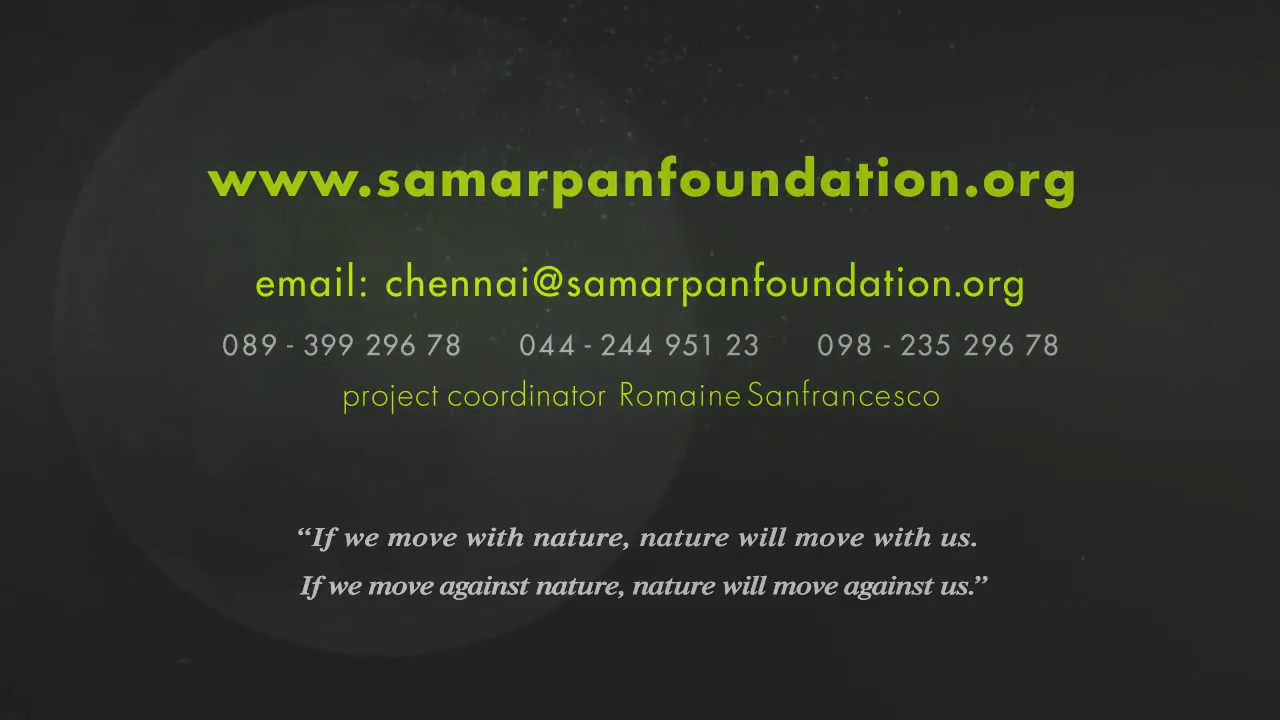 www.samarpanfoundation.org
email: chennai@samarpanfoundation.org
089 - 399 296 78 044 - 244 951 23 098 - 235 296 78
project coordinator Romaine Sanfrancesco
“If we move with nature, nature will move with us.
If we move against nature, nature will move against us.”